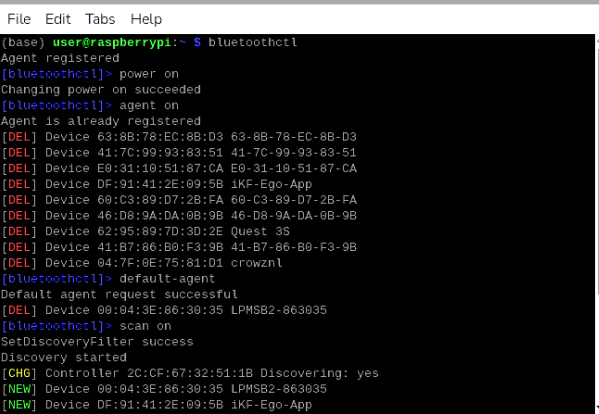 File Edit Tabs Help
(base) user@raspberrypi:~ $ bluetoothctl
Agent registered
[bluetoothctl]> power on
Changing power on succeeded
[bluetoothctl]> agent on
Agent is already registered
[DEL] Device 63:8B:78:EC:8B:D3 63-8B-78-EC-8B-D3
[DEL] Device 41:7C:99:93:83:51 41-7C-99-93-83-51
[DEL] Device E0:31:10:51:87:CA E0-31-10-51-87-CA
[DEL] Device DF:91:41:2E:09:5B iKF-Ego-App
[DEL] Device 60:C3:89:D7:2B:FA 60-C3-89-D7-2B-FA
[DEL] Device 46:D8:9A:DA:0B:9B 46-D8-9A-DA-0B-9B
[DEL] Device 62:95:89:7D:3D:2E Quest 3S
[DEL] Device 41:B7:86:B0:F3:9B 41-B7-86-B0-F3-9B
[DEL] Device 04:7F:0E:75:81:D1 crowznl
[bluetoothctl]> default-agent
Default agent request successful
[DEL] Device 00:04:3E:86:30:35 LPMSB2-863035
[bluetoothctl]> scan on
SetDiscoveryFilter success
Discovery started
[CHG] Controller 2C:CF:67:32:51:1B Discovering: yes
[NEW] Device 00:04:3E:86:30:35 LPMSB2-863035
[NEW] Device DF:91:41:2E:09:5B iKF-Ego-App